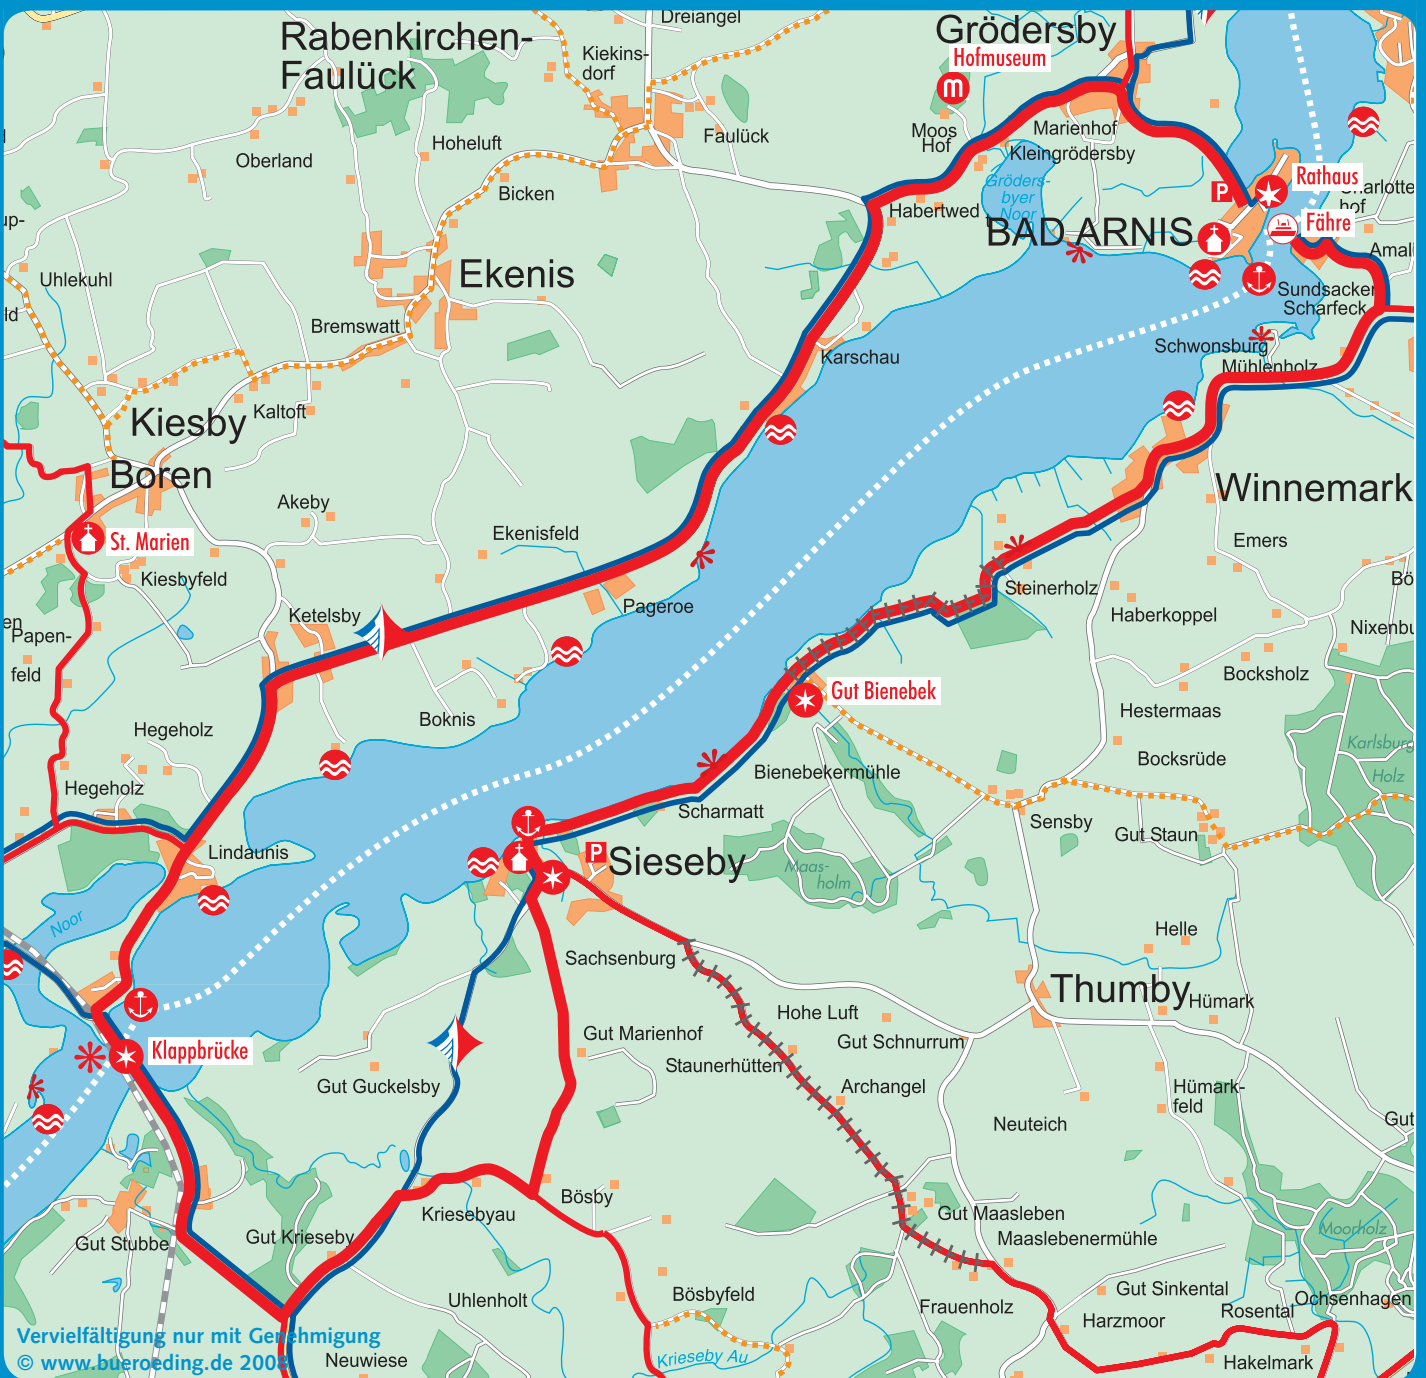 Dreiangel
Grödersby
Rabenkirchen-
Faulück
Kiekins-
dorf
Hofmuseum
m
Faulück
Moos
Hof
Marienhof
Kleingrödersby
Hoheluft
Oberland
Bicken
Gröders-
byer
Noor
Habertwed
P
Rathaus
Charlotte
hof
Fähre
BAD ARNIS
Amal
up-
Uhlekuhl
Ekenis
Sundsacker
Scharfeck
ld
Bremswatt
Schwonsburg
Mühlenholz
Karschau
Kaltoft
Kiesby
Boren
Winnemark
Akeby
Ekenisfeld
St. Marien
Emers
Kiesbyfeld
Steinerholz
Bö
Ketelsby
Pageroe
Haberkoppel
en
Papen-
feld
Nixenbu
Bocksholz
Gut Bienebek
Hestermaas
Boknis
Hegeholz
Karlsburg
Holz
Bocksrüde
Bienebekermühle
Hegeholz
Scharmatt
Sensby
Gut Staun
Lindaunis
P
Sieseby
Maas-
holm
Noor
Helle
Sachsenburg
Thumby
Hümark
Hohe Luft
Gut Marienhof
Gut Schnurrum
Klappbrücke
Staunerhütten
Gut Guckelsby
Archangel
Hümark-
feld
Neuteich
Gut
Bösby
Kriesebyau
Gut Maasleben
Gut Stubbe
Gut Krieseby
Maaslebenermühle
Moorholz
Gut Sinkental
Uhlenholt
Bösbyfeld
Ochsenhagen
Frauenholz
Rosental
Harzmoor
Vervielfältigung nur mit Genehmigung
© www.bueroeding.de 2008
Neuwiese
Krieseby Au
Hakelmark